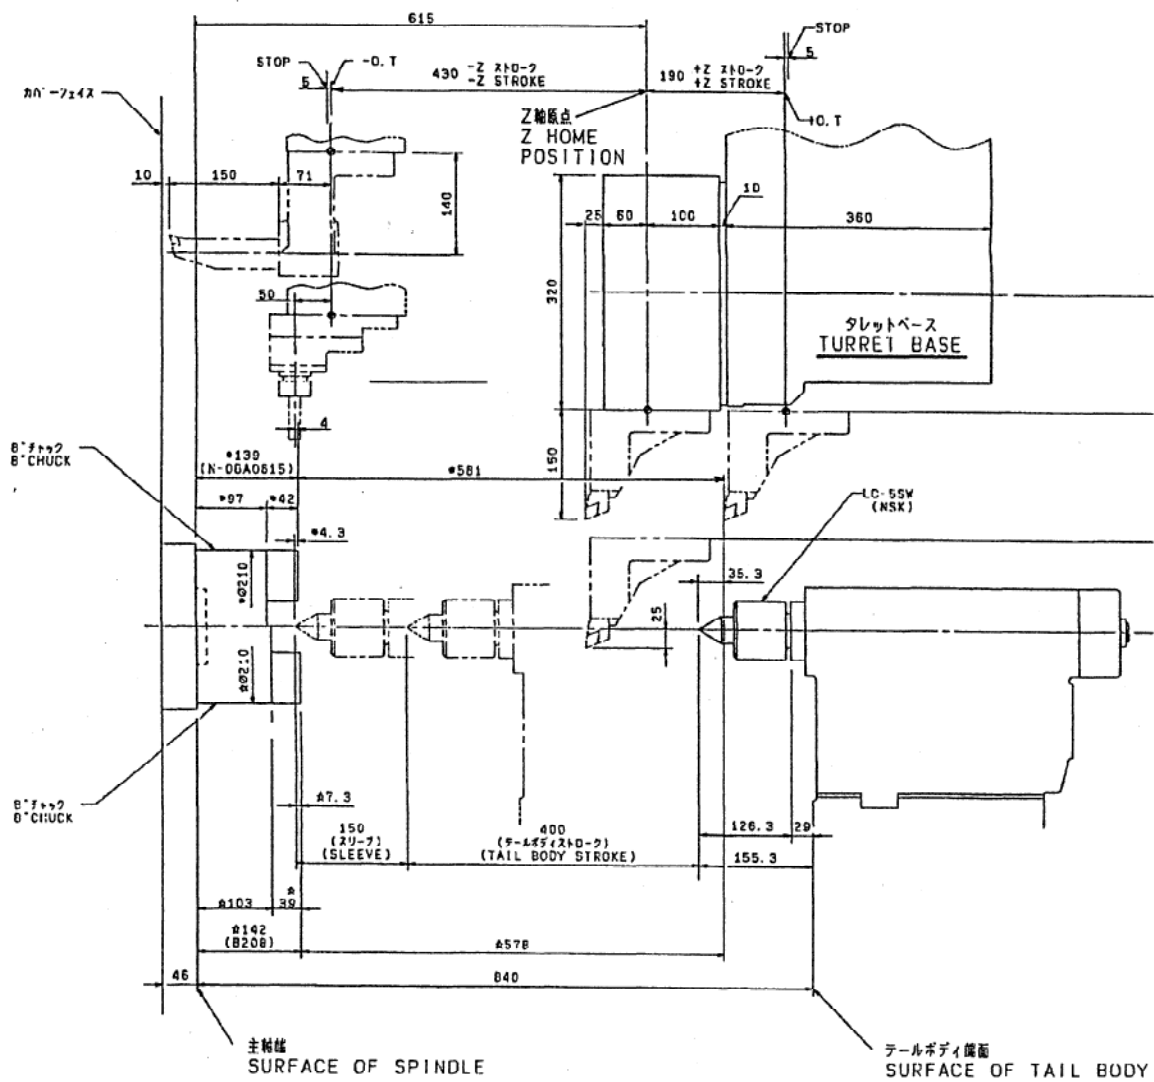 615
STOP
STOP
-O.T
5
430
-Z ストローク
-Z STROKE
190
+Z ストローク
+Z STROKE
5
カバーフェイス
Z軸原点
Z HOME
POSITION
+O.T
10
150
71
140
25
60
100
10
360
50
320
タレットベース
TURRET BASE
4
8"チャック
8"CHUCK
*139
(N-06A0615)
*581
150
*97
*42
LC-5SW
(NSK)
*4.3
35.3
*Ø210
25
☆Ø210
8"チャック
8"CHUCK
☆7.3
150
(スリーブ)
(SLEEVE)
400
(テールボディストローク)
(TAIL BODY STROKE)
126.3
29
155.3
☆103
☆
39
☆142
(B208)
☆578
46
840
主軸端
SURFACE OF SPINDLE
テールボディ端面
SURFACE OF TAIL BODY